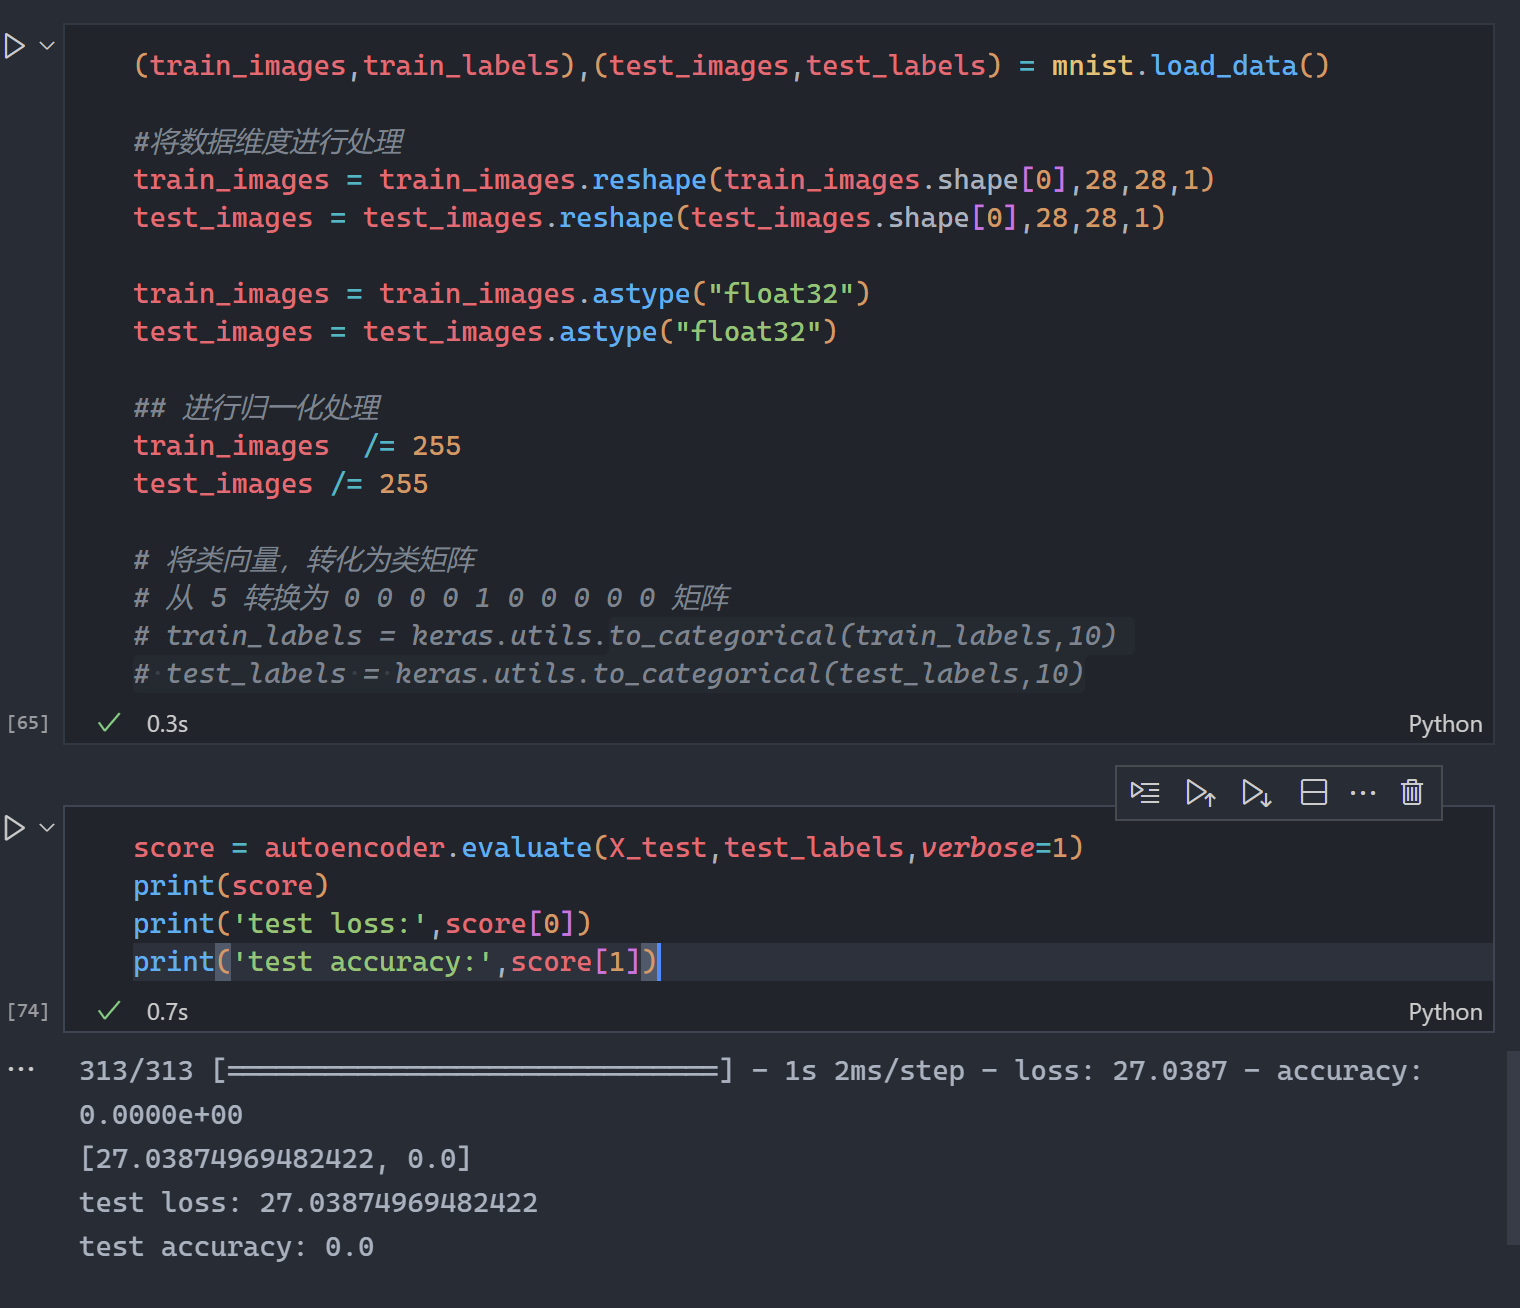 (train_images,train_labels),(test_images,test_labels) = mnist.load_data()
#将数据维度进行处理
train_images = train_images.reshape(train_images.shape[0],28,28,1)
test_images = test_images.reshape(test_images.shape[0],28,28,1)
train_images = train_images.astype("float32")
test_images = test_images.astype("float32")
## 进行归一化处理
train_images  /= 255
test_images /= 255
# 将类向量，转化为类矩阵
# 从 5 转换为 0 0 0 0 1 0 0 0 0 0 矩阵
# train_labels = keras.utils.to_categorical(train_labels,10)
# test_labels = keras.utils.to_categorical(test_labels,10)
[65] 0.3s Python
score = autoencoder.evaluate(X_test,test_labels,verbose=1)
print(score)
print('test loss:',score[0])
print('test accuracy:',score[1])
[74] 0.7s Python
313/313 [==============================] - 1s 2ms/step - loss: 27.0387 - accuracy:
0.0000e+00
[27.03874969482422, 0.0]
test loss: 27.03874969482422
test accuracy: 0.0